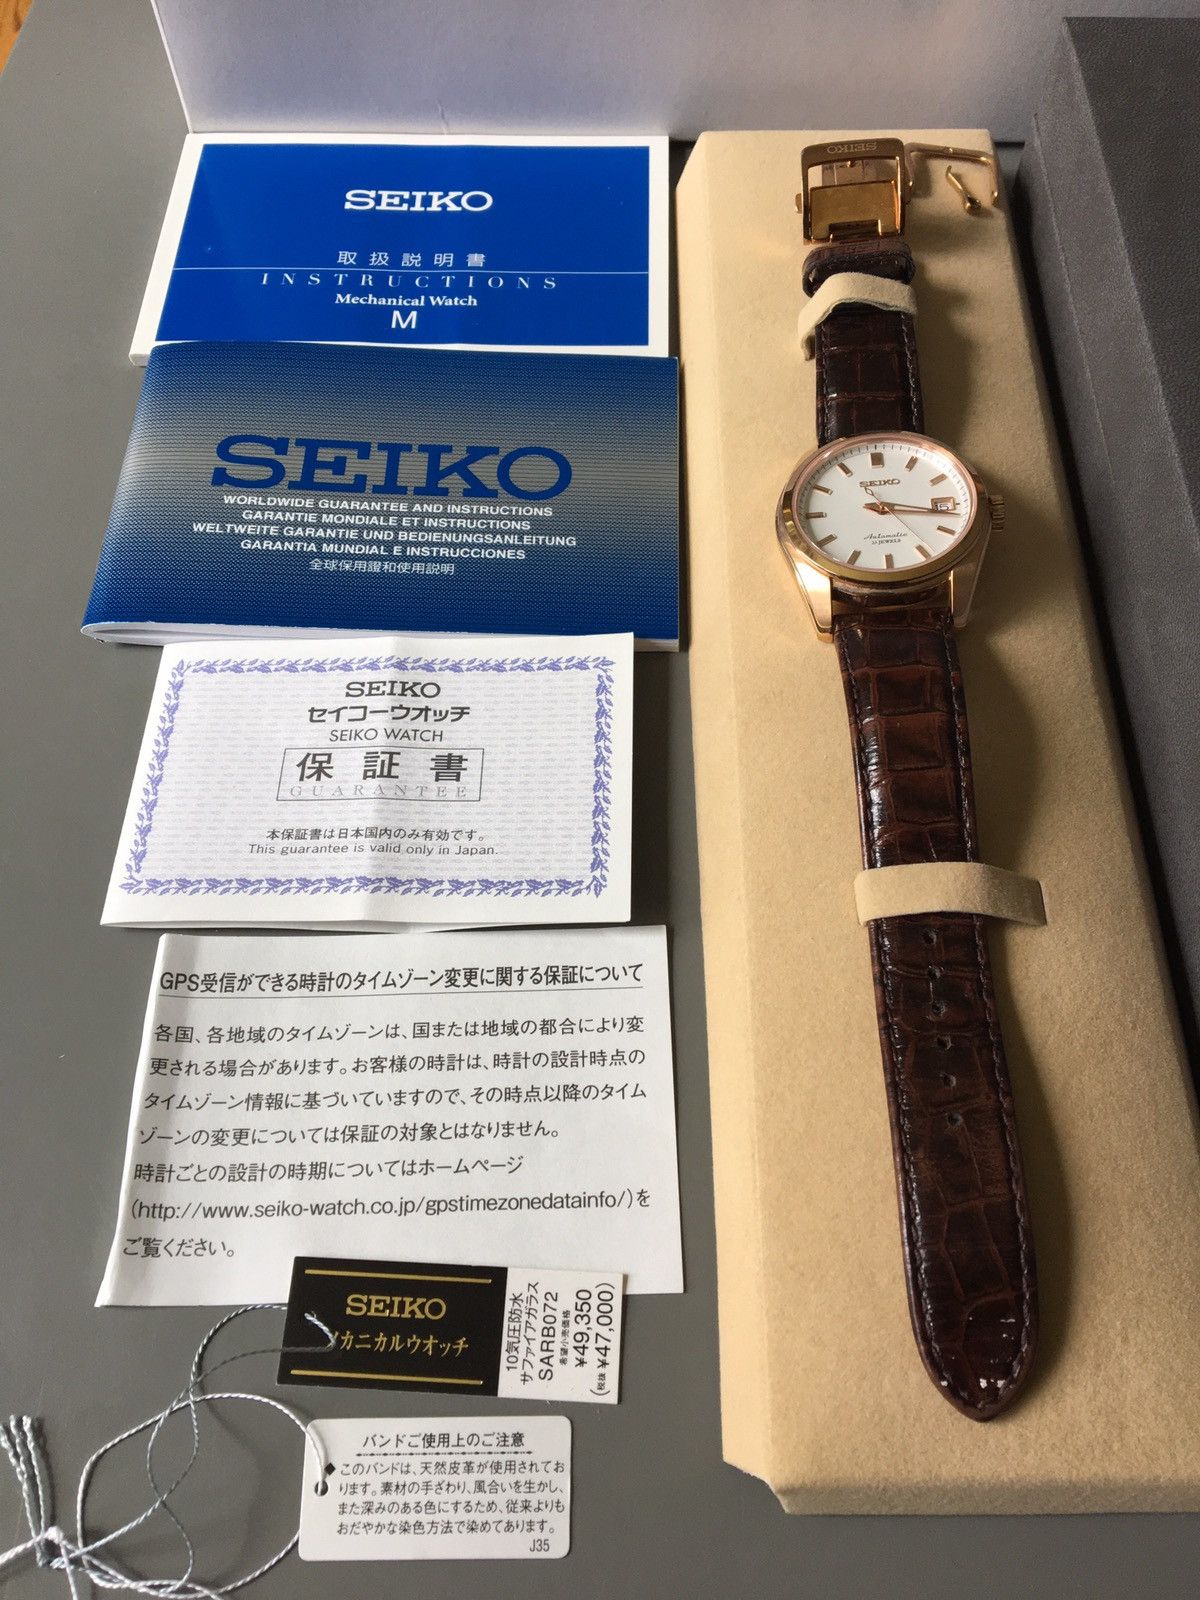 SEIKO
取扱説明書
INSTRUCTIONS
Mechanical Watch
M
SEIKO
WORLDWIDE GUARANTEE AND INSTRUCTIONS
GARANTIE MONDIALE ET INSTRUCTIONS
WELTWEITE GARANTIE UND BEDIENUNGSANLEITUNG
GARANTIA MUNDIAL E INSTRUCCIONES
全球保用證和使用説明
SEIKO
セイコーウオッチ
SEIKO WATCH
保証書
GUARANTEE
本保証書は日本国内のみ有効です。
This guarantee is valid only in Japan.
GPS受信ができる時計のタイムゾーン変更に関する保証について
各国、各地域のタイムゾーンは、国または地域の都合により変
更される場合があります。お客様の時計は、時計の設計時点の
タイムゾーン情報に基づいていますので、その時点以降のタイム
ゾーンの変更については保証の対象とはなりません。
時計ごとの設計の時期についてはホームページ
(http://www.seiko-watch.co.jp/gpstimezonedatainfo/)を
ご覧ください。
SEIKO
カニカルウオッチ
10気圧防水
サファイアガラス
SARB072
希望小売価格
¥49,350
(税抜 ¥47,000)
バンドご使用上のご注意
◆このバンドは、天然皮革が使用されてお
ります。素材の手ざわり、風合いを生かし、
また深みのある色にするため、従来よりも
おだやかな染色方法で染めてあります。
J35
SEIKO
SEIKO
Automatic
23 JEWELS